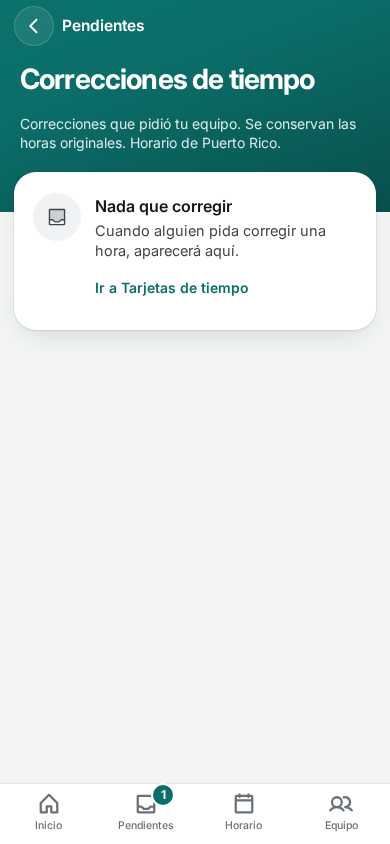 Pendientes
Correcciones de tiempo
Correcciones que pidió tu equipo. Se conservan las
horas originales. Horario de Puerto Rico.
Nada que corregir
Cuando alguien pida corregir una
hora, aparecerá aquí.
Ir a Tarjetas de tiempo
1
Inicio
Pendientes
Horario
Equipo